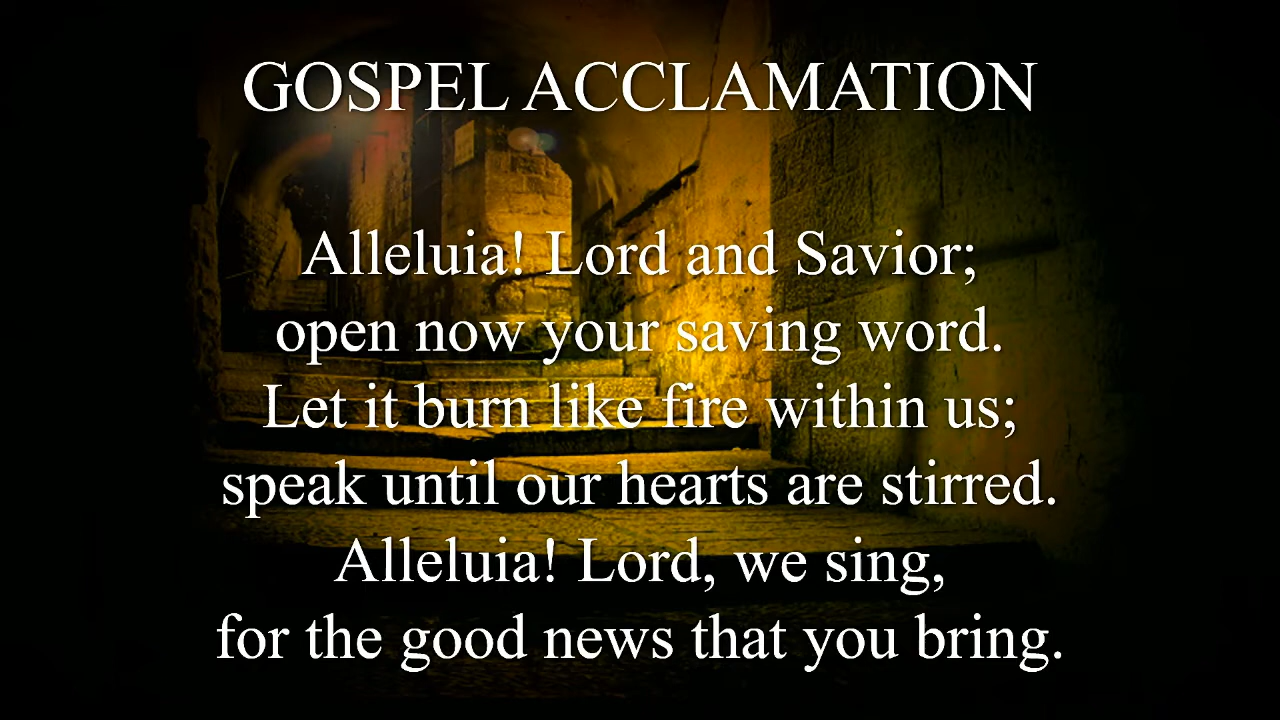 GOSPEL ACCLAMATION
Alleluia! Lord and Savior;
open now your saving word.
Let it burn like fire within us;
speak until our hearts are stirred.
Alleluia! Lord, we sing,
for the good news that you bring.